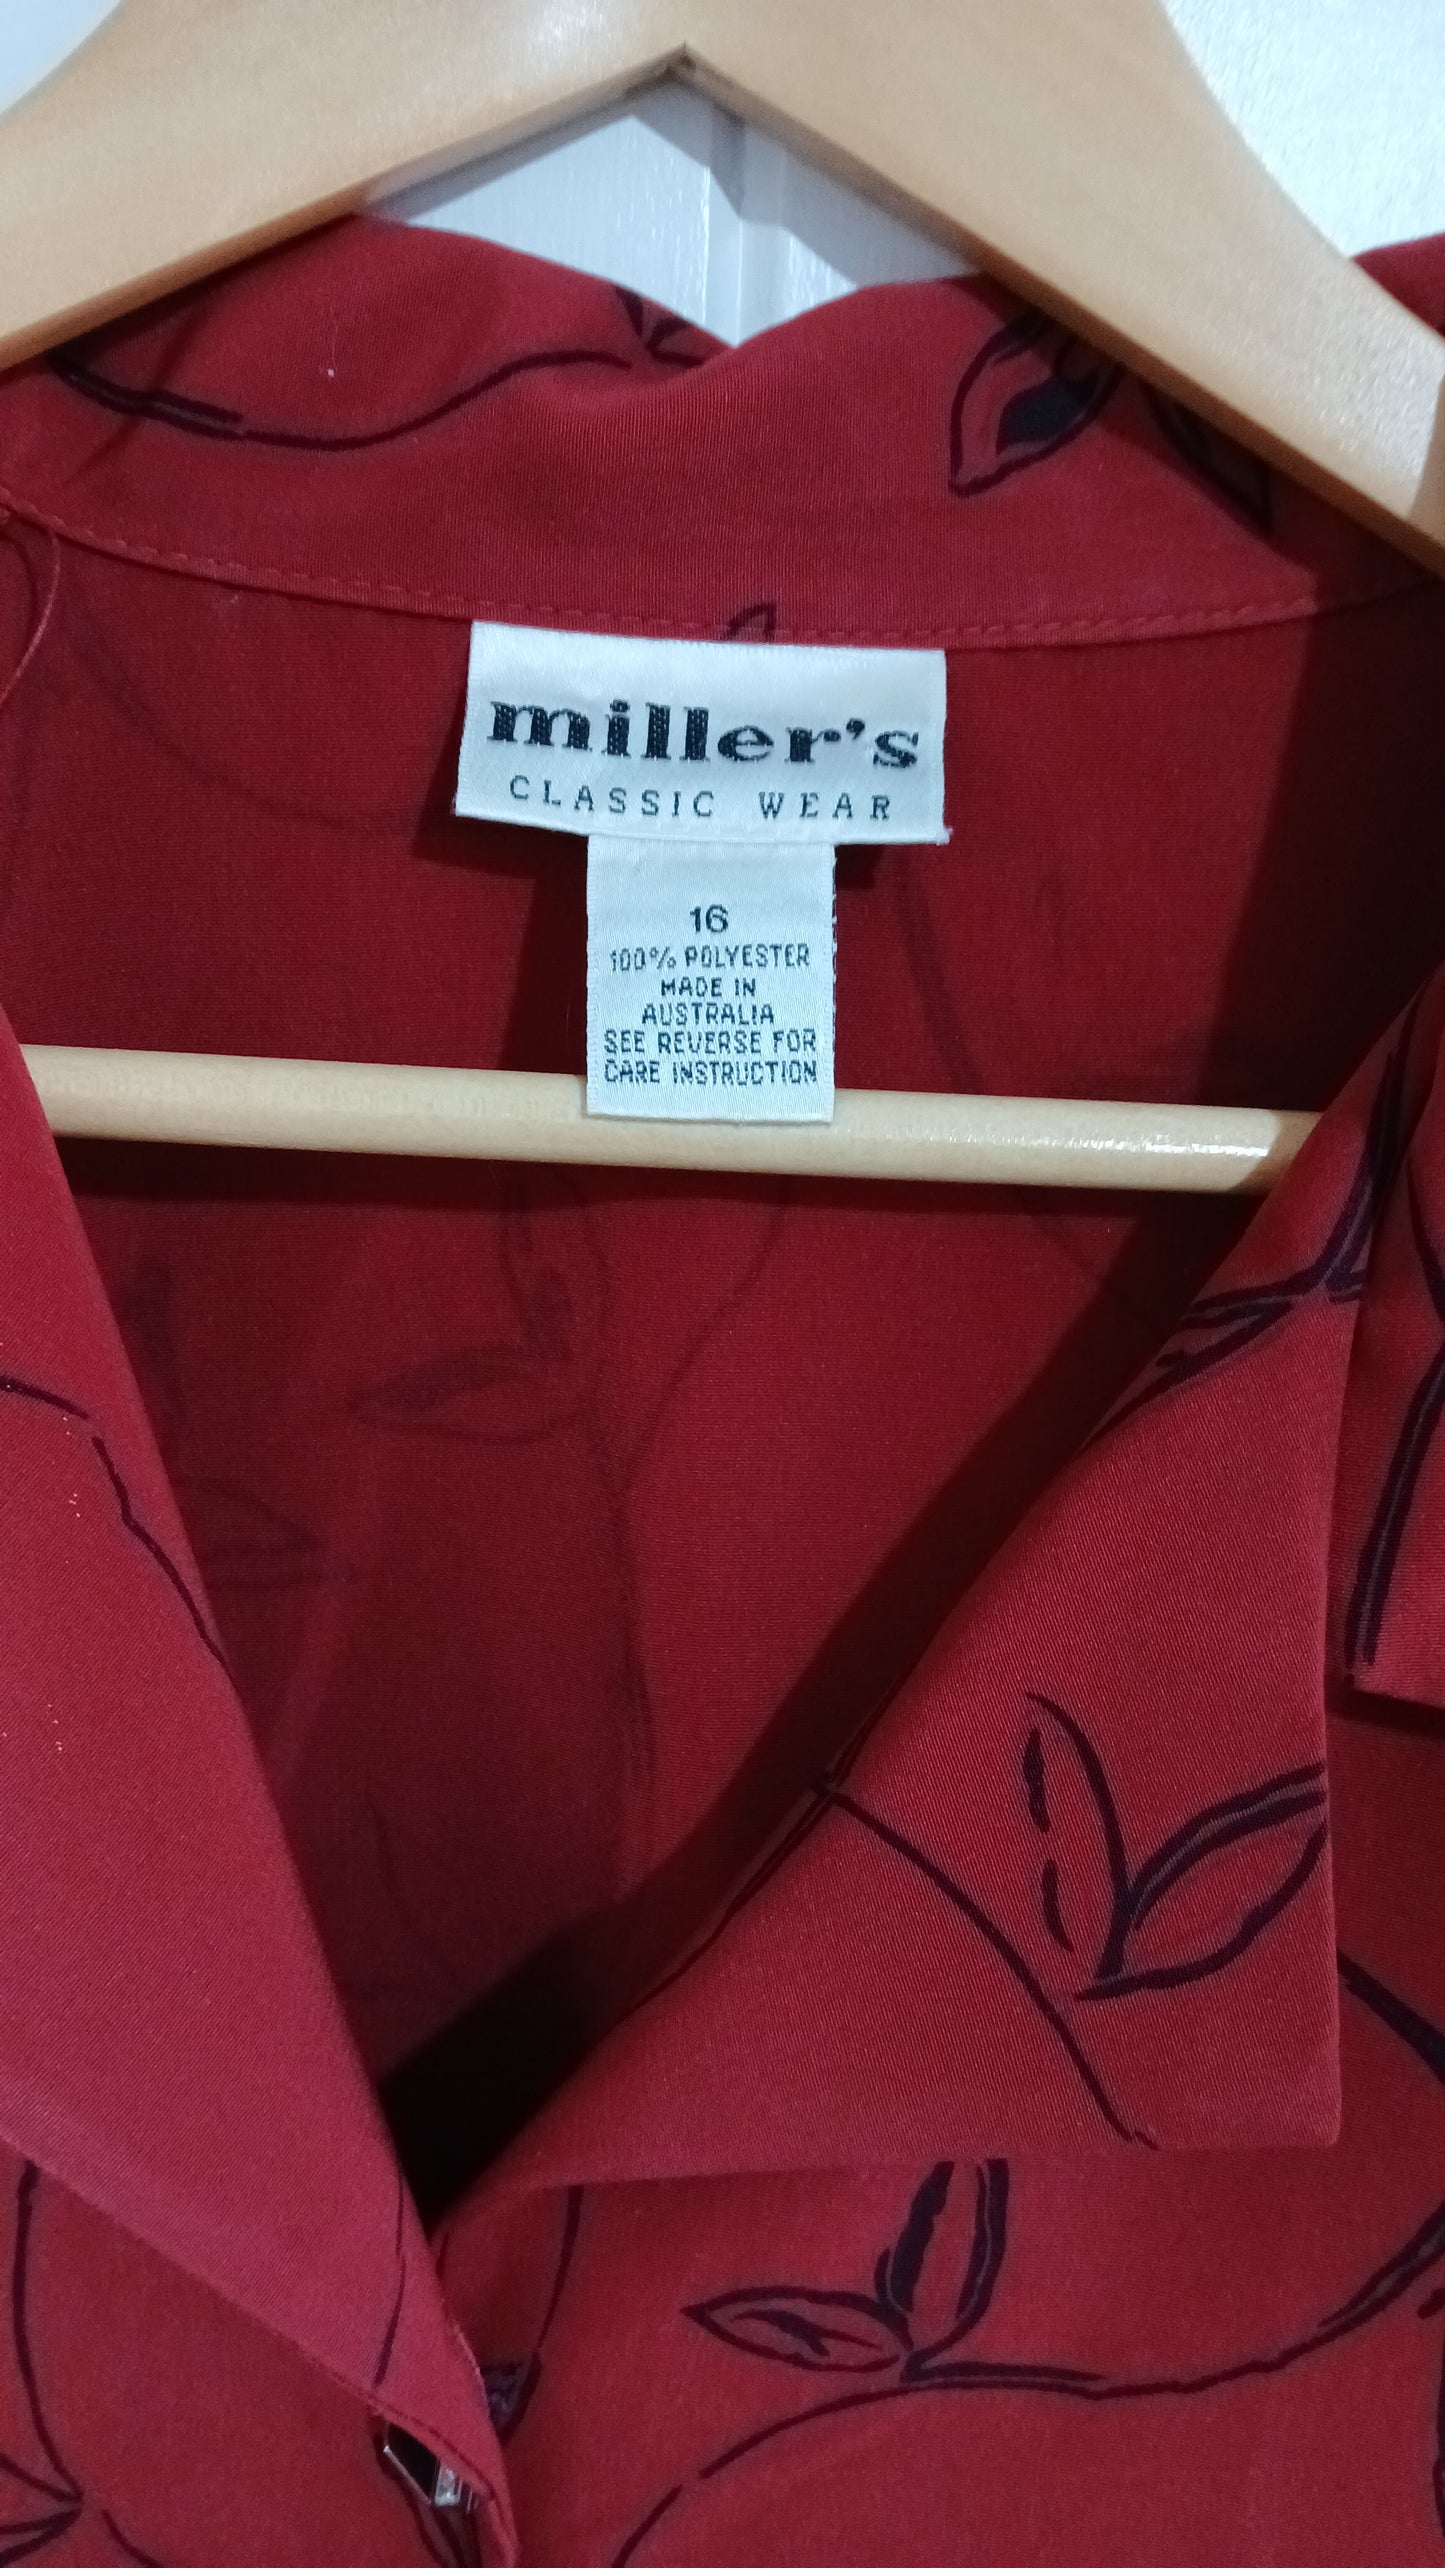 miller's
CLASSIC WEAR
16
100% POLYESTER
MADE IN
AUSTRALIA
SEE REVERSE FOR
CARE INSTRUCTION